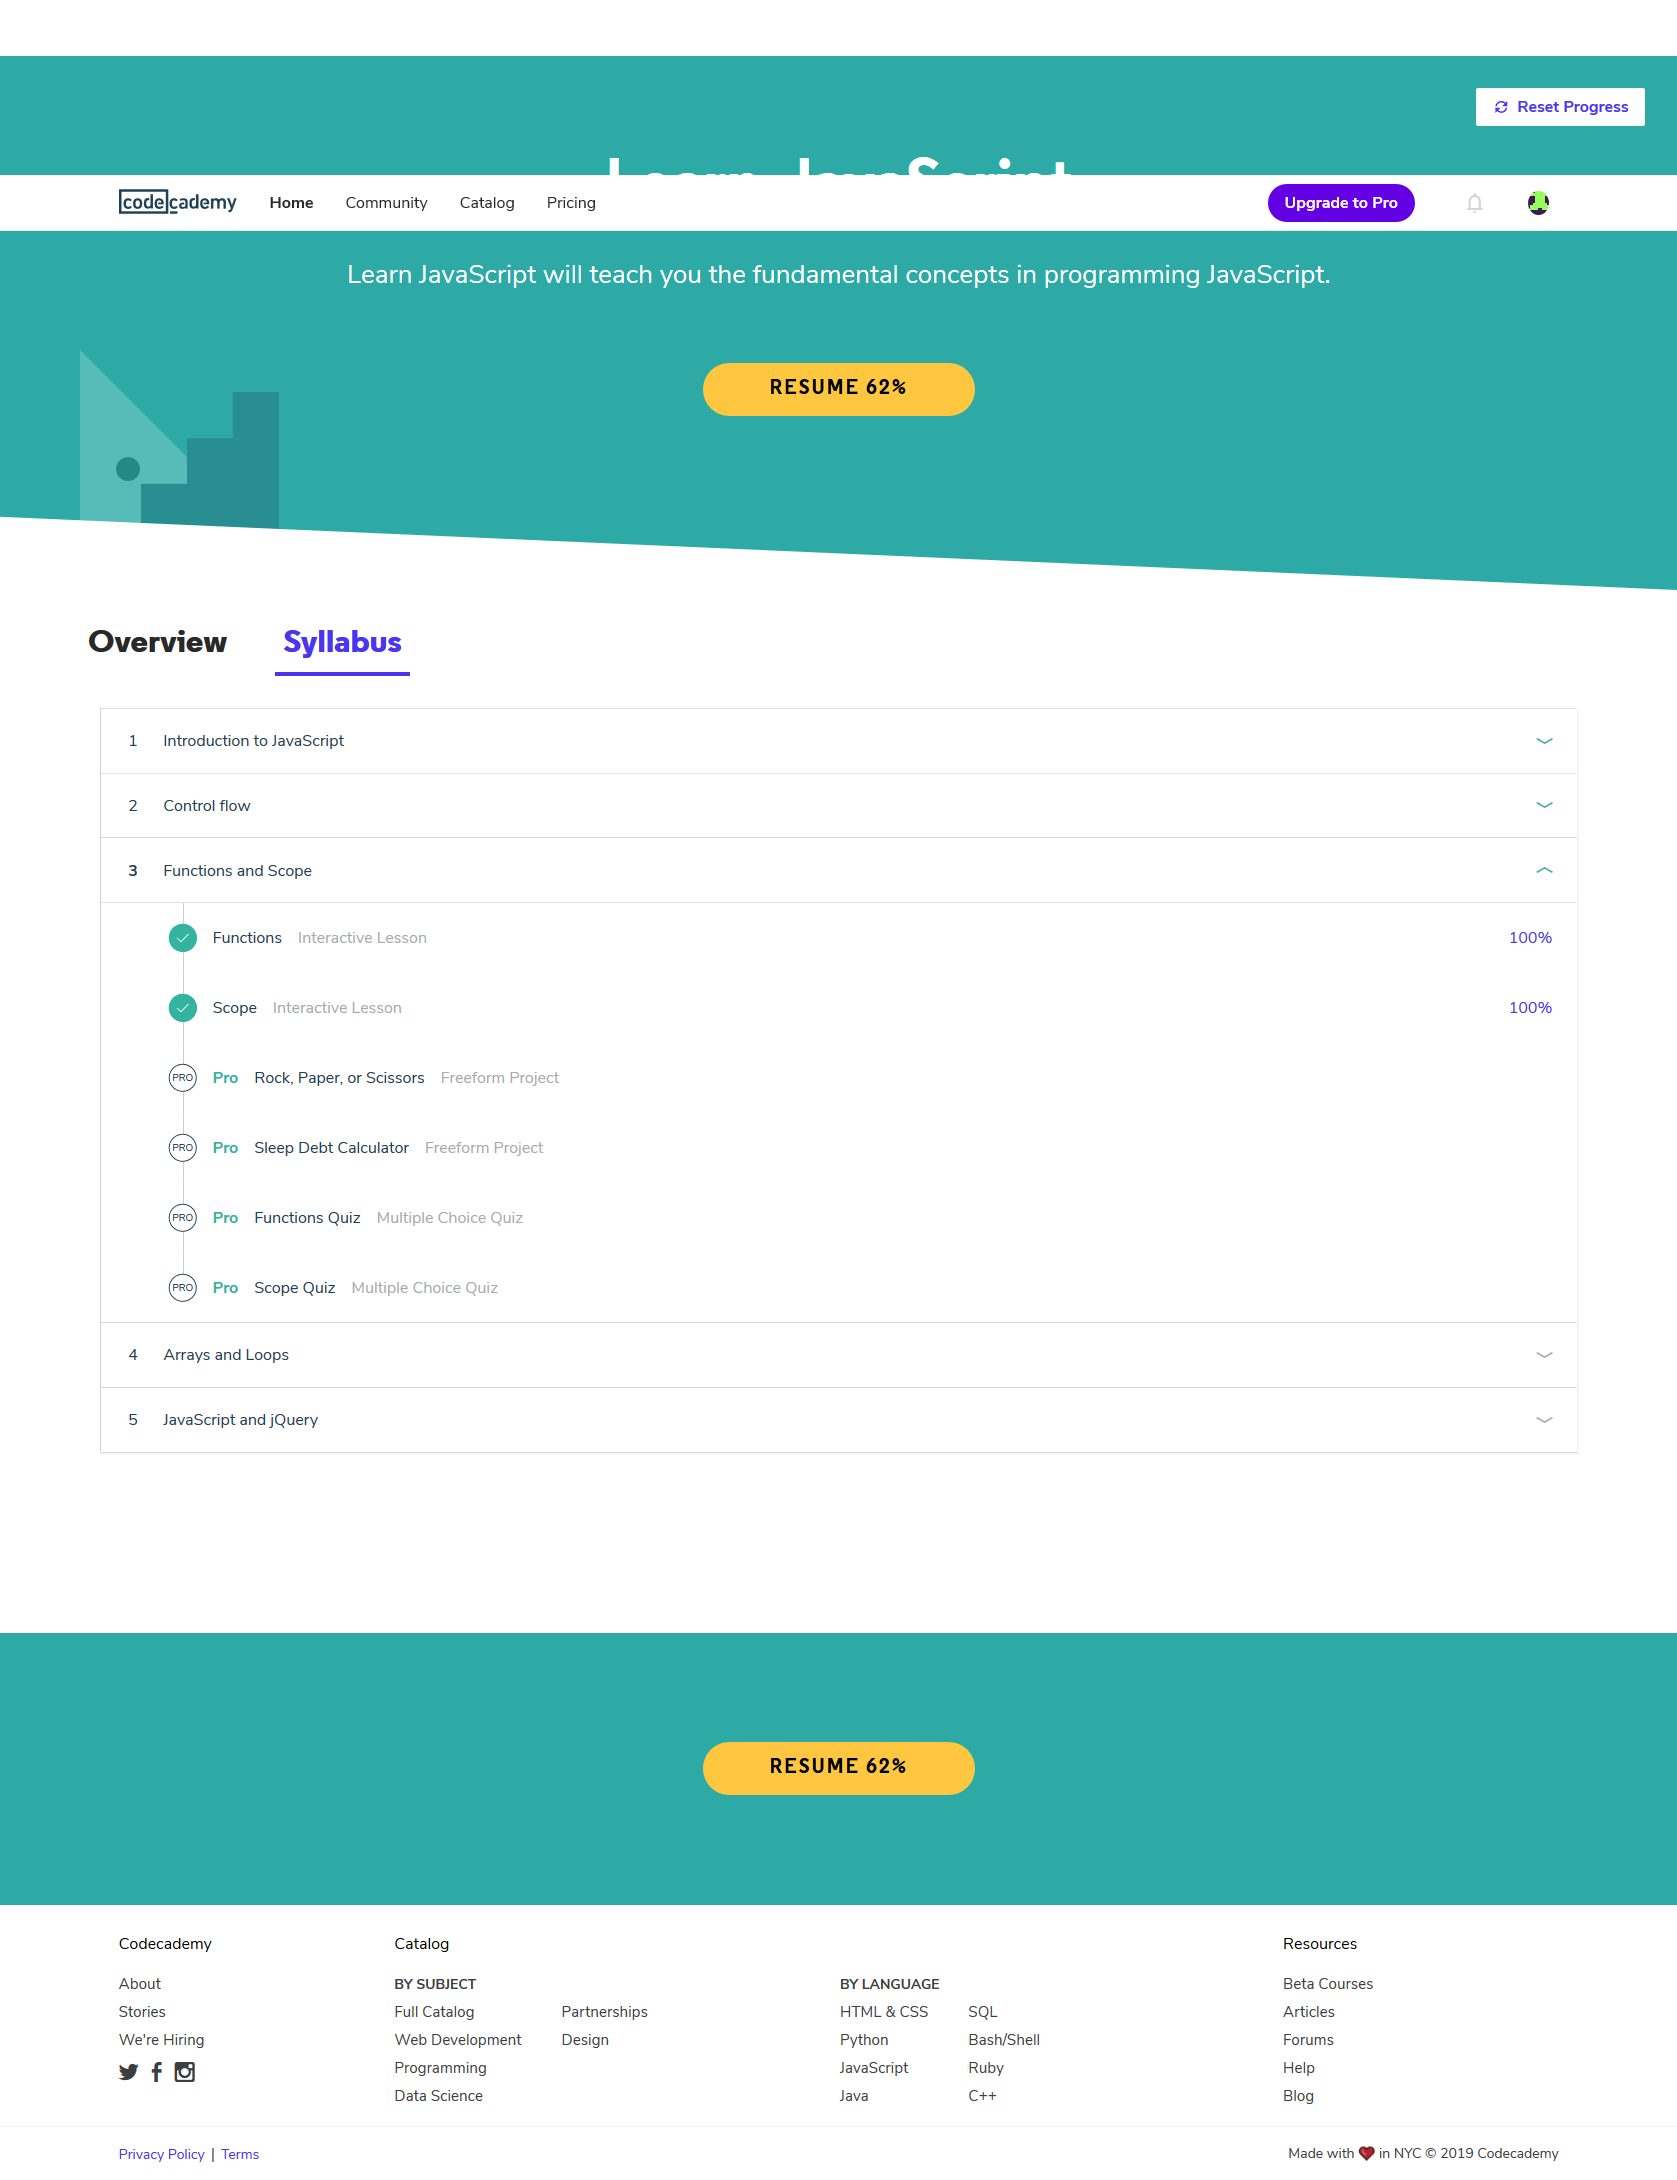 Reset Progress
Learn JavaScript
codecademy Home Community Catalog Pricing Upgrade to Pro
Learn JavaScript will teach you the fundamental concepts in programming JavaScript.
RESUME 62%
Overview Syllabus
1 Introduction to JavaScript
2 Control flow
3 Functions and Scope
Functions Interactive Lesson 100%
Scope Interactive Lesson 100%
PRO Pro Rock, Paper, or Scissors Freeform Project
PRO Pro Sleep Debt Calculator Freeform Project
PRO Pro Functions Quiz Multiple Choice Quiz
PRO Pro Scope Quiz Multiple Choice Quiz
4 Arrays and Loops
5 JavaScript and jQuery
RESUME 62%
Codecademy Catalog Resources
About BY SUBJECT BY LANGUAGE Beta Courses
Stories Full Catalog Partnerships HTML & CSS SQL Articles
We're Hiring Web Development Design Python Bash/Shell Forums
Programming JavaScript Ruby Help
Data Science Java C++ Blog
Privacy Policy | Terms Made with ❤ in NYC © 2019 Codecademy